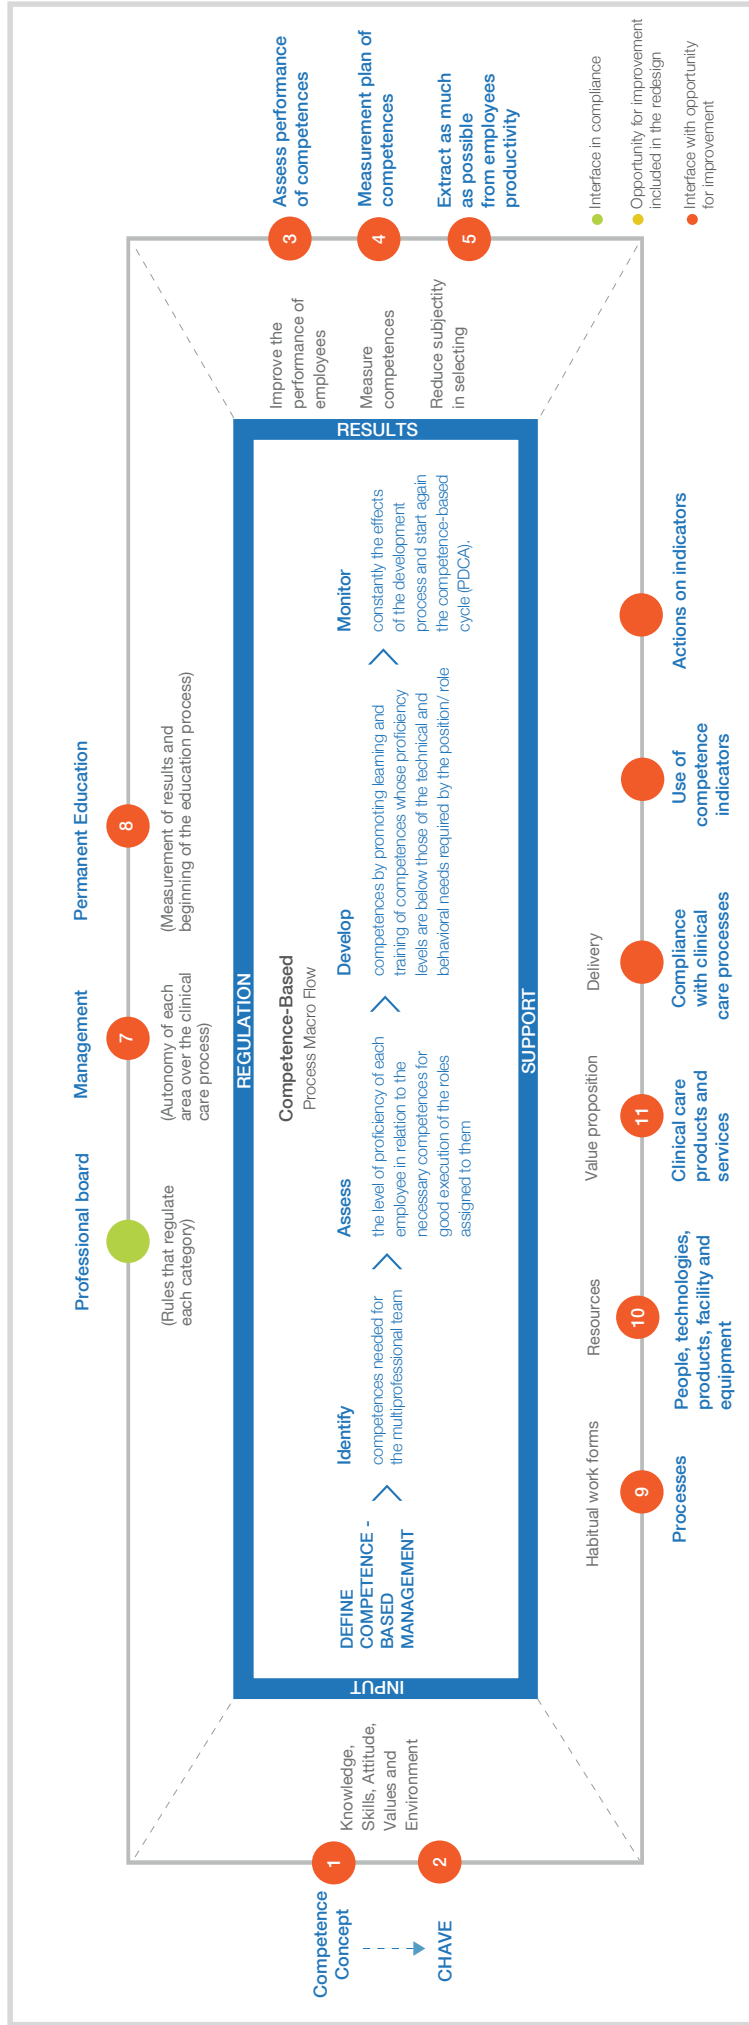 Professional board
(Rules that regulate
each category)
Management
7
(Autonomy of each
area over the clinical
care process)
Permanent Education
8
(Measurement of results and
beginning of the education process)
Competence
Concept
CHAVE
1
2
Knowledge,
Skills, Attitude,
Values and
Environment
INPUT
REGULATION
Competence-Based
Process Macro Flow
DEFINE
COMPETENCE -
BASED
MANAGEMENT
Identify
competences needed for
the multiprofessional team
Assess
the level of proficiency of each
employee in relation to the
necessary competences for
good execution of the roles
assigned to them
Develop
competences by promoting learning and
training of competences whose proficiency
levels are below those of the technical and
behavioral needs required by the position/ role
Monitor
constantly the effects
of the development
process and start again
the competence-based
cycle (PDCA).
SUPPORT
RESULTS
Improve the
performance of
employees
Measure
competences
Reduce subjectity
in selecting
3
4
5
Assess performance
of competences
Measurement plan of
competences
Extract as much
as possible
from employees
productivity
Habitual work forms
9
Processes
Resources
10
People, technologies,
products, facility and
equipment
Value proposition
11
Clinical care
products and
services
Delivery
Compliance
with clinical
care processes
Use of
competence
indicators
Actions on indicators
Interface in compliance
Opportunity for improvement
included in the redesign
Interface with opportunity
for improvement